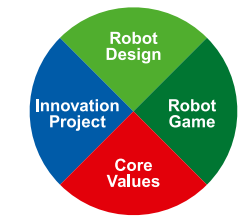 Robot
Design
Innovation
Project
Robot
Game
Core
Values